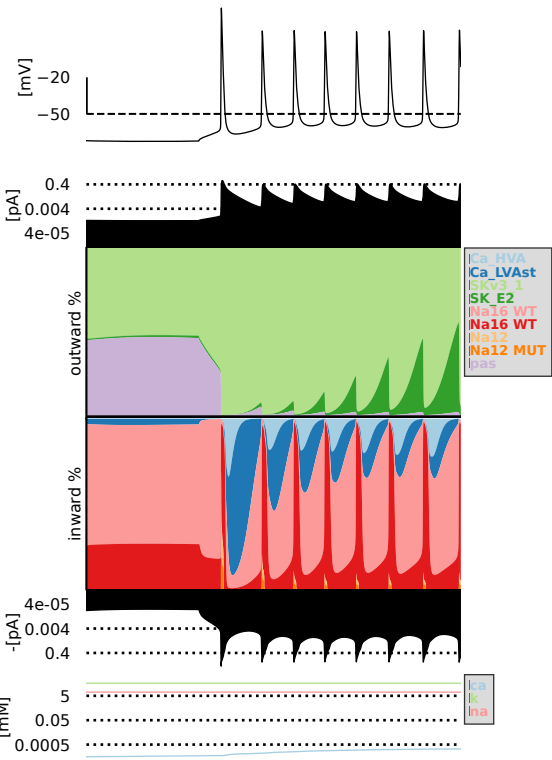 [mV]
−20
−50
[pA]
0.4
0.004
4e-05
outward %
Ca_HVA
Ca_LVAst
SKv3_1
SK_E2
Na16 WT
Na16 WT
Na12
Na12 MUT
pas
inward %
-[pA]
4e-05
0.004
0.4
[mM]
5
0.05
0.0005
ca
k
na